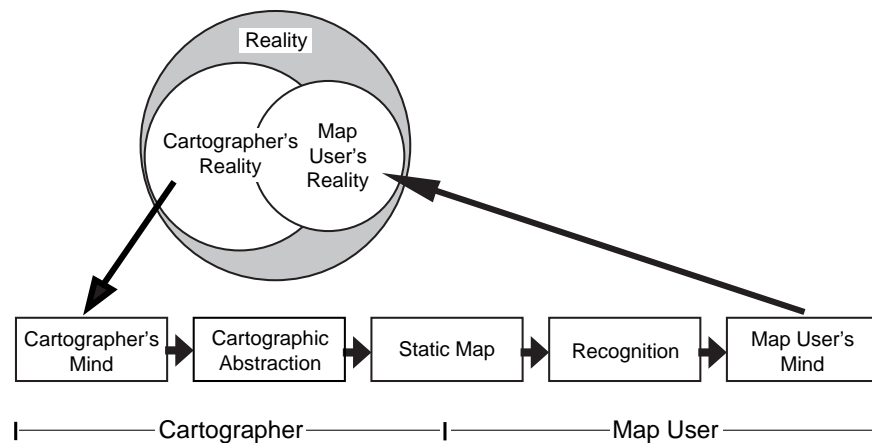 Reality
Cartographer's
Reality
Map
User's
Reality
Cartographer's
Mind
Cartographic
Abstraction
Static Map
Recognition
Map User's
Mind
Cartographer
Map User